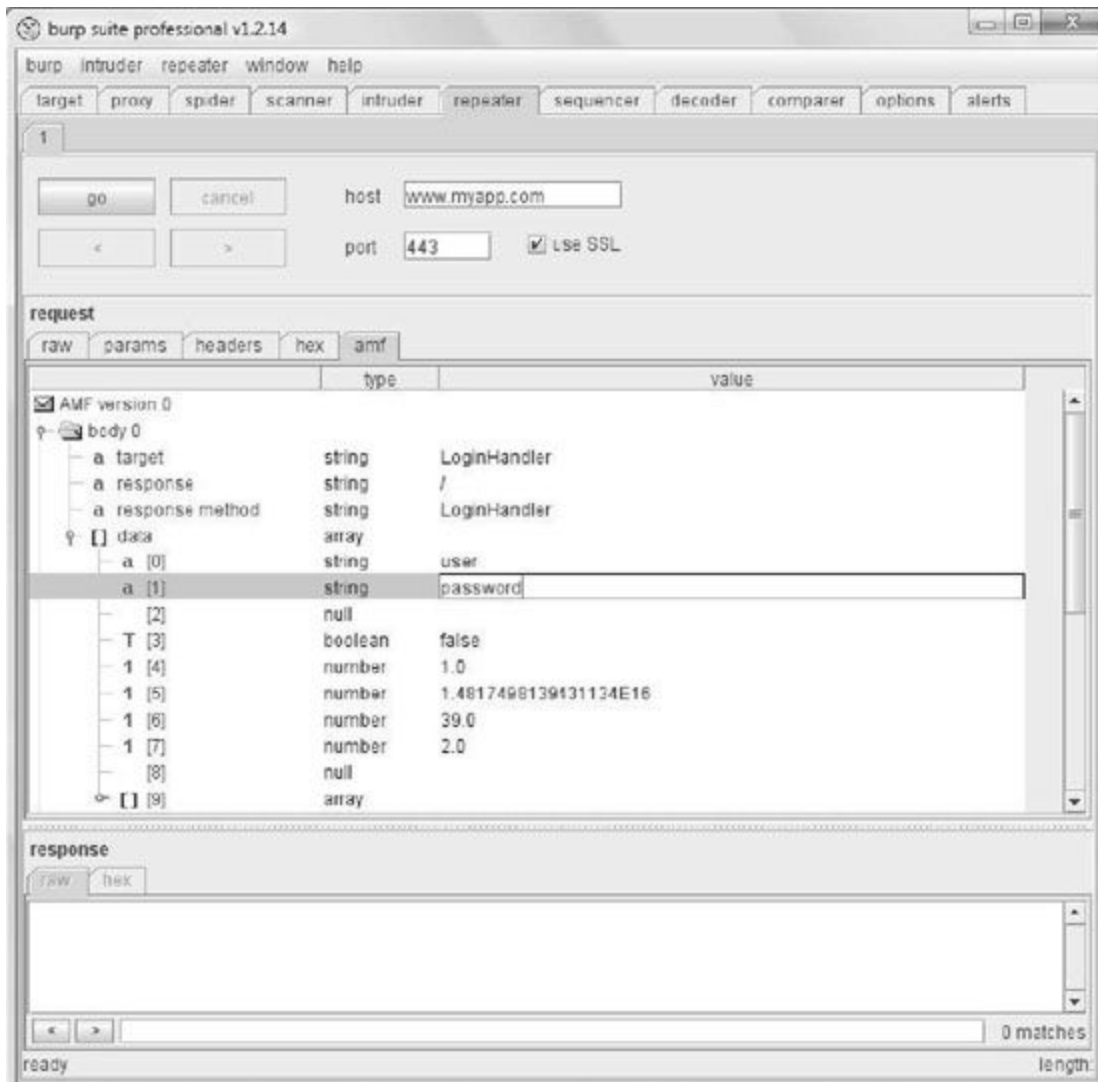 burp suite professional v1.2.14
burp intruder repeater window help
target proxy spider scanner intruder repeater sequencer decoder comparer options alerts
1
go cancel host www.myapp.com
< > port 443 use SSL
request
raw params headers hex amf
type value
AMF version 0
body 0
a target string LoginHandler
a response string /
a response method string LoginHandler
[] data array
a [0] string user
a [1] string password
[2] null
T [3] boolean false
1 [4] number 1.0
1 [5] number
1 [6] number 39.0
1 [7] number 2.0
[8] null
[] [9] array
response
raw hex
< > 0 matches
ready length: